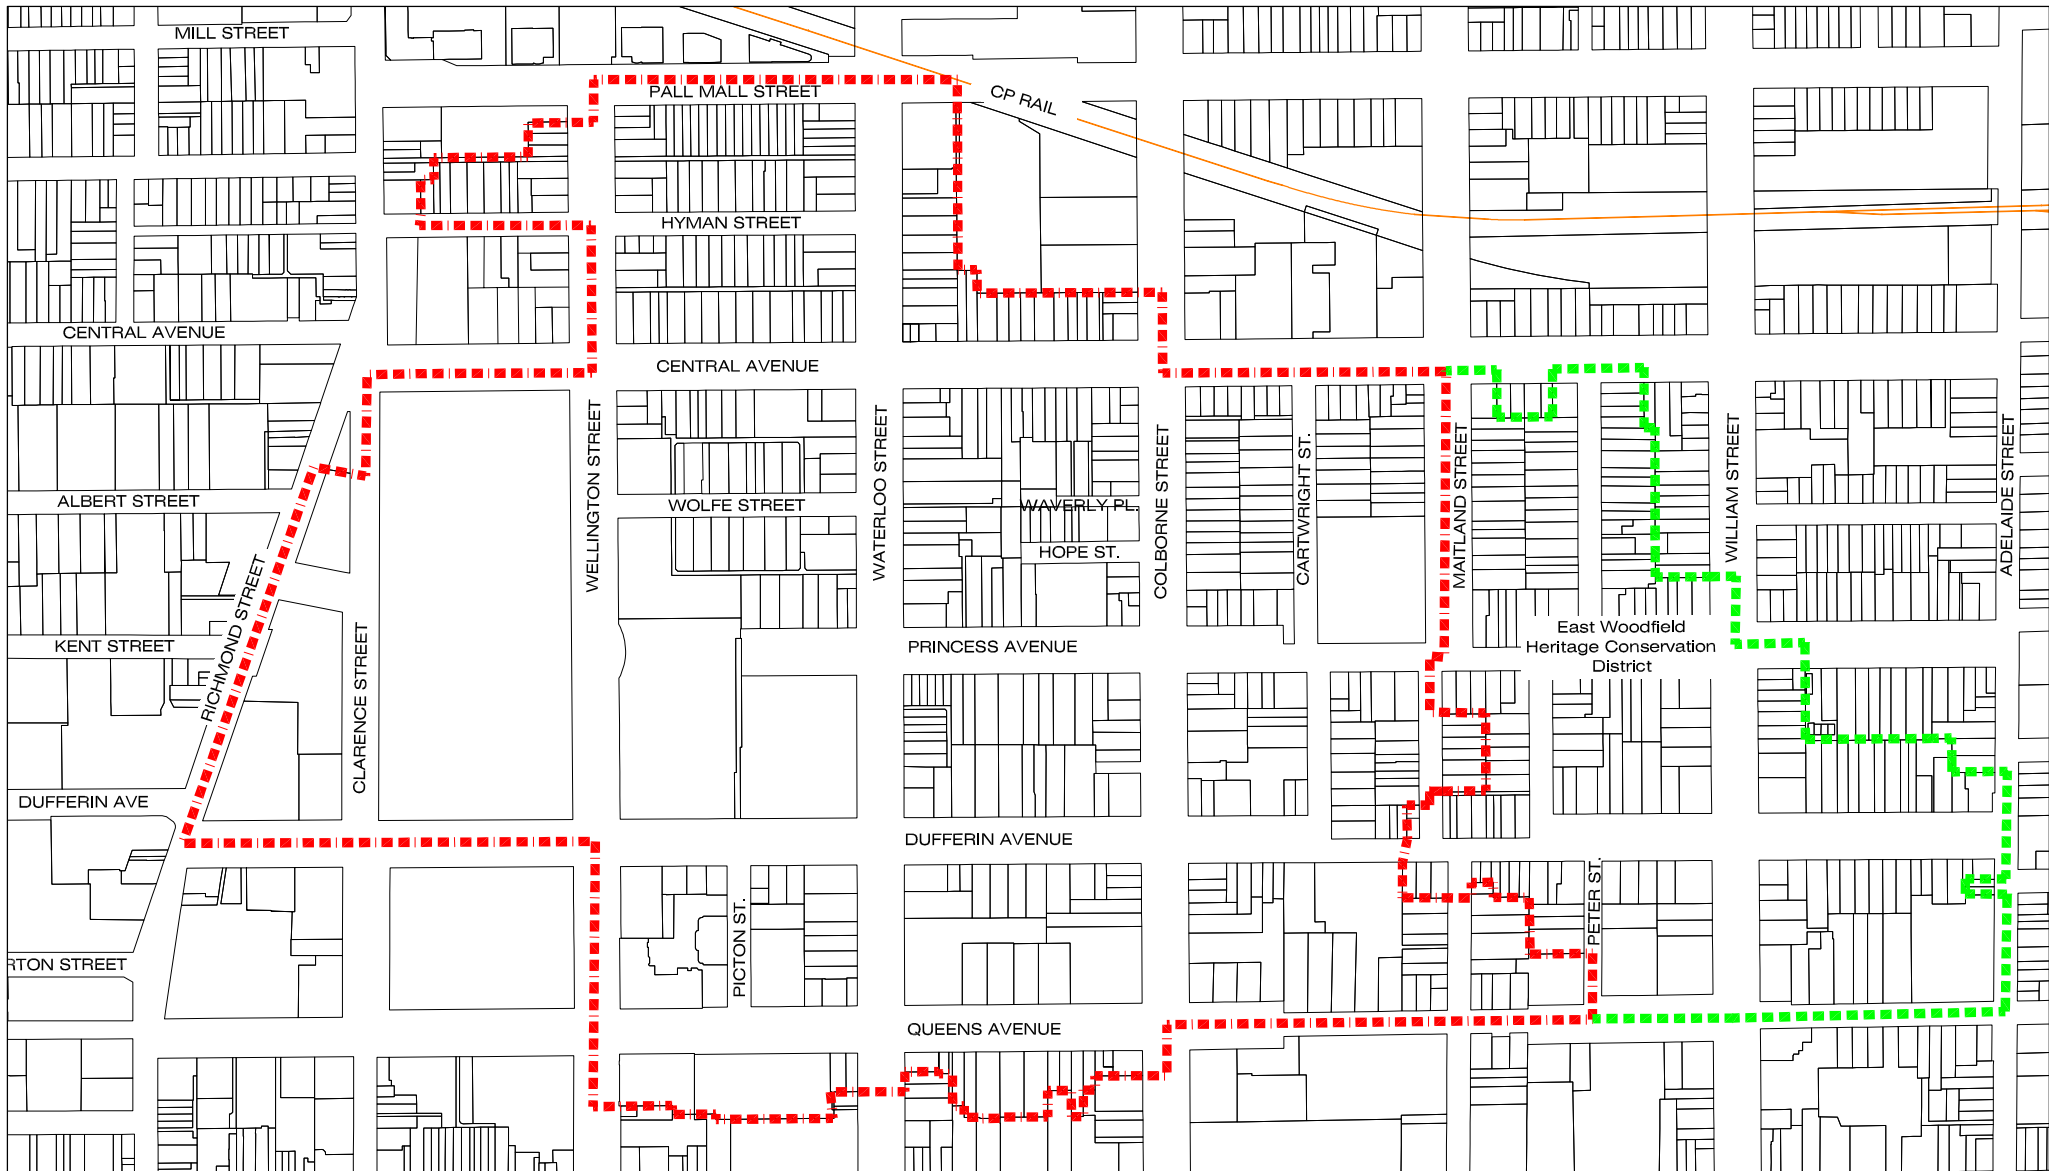 MILL STREET
PALL MALL STREET
CP RAIL
HYMAN STREET
CENTRAL AVENUE
CENTRAL AVENUE
ALBERT STREET
WOLFE STREET
WAVERLY PL.
HOPE ST.
WELLINGTON STREET
WATERLOO STREET
COLBORNE STREET
CARTWRIGHT ST.
MAITLAND STREET
WILLIAM STREET
ADELAIDE STREET
RICHMOND STREET
KENT STREET
CLARENCE STREET
PRINCESS AVENUE
East Woodfield
Heritage Conservation
District
DUFFERIN AVE
DUFFERIN AVENUE
PICTON ST.
PETER ST.
RTON STREET
QUEENS AVENUE